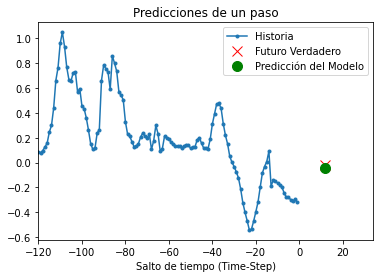 Predicciones de un paso
Historia
Futuro Verdadero
Predicción del Modelo
1.0
0.8
0.6
0.4
0.2
0.0
−0.2
−0.4
−0.6
−120 −100 −80 −60 −40 −20 0 20
Salto de tiempo (Time-Step)